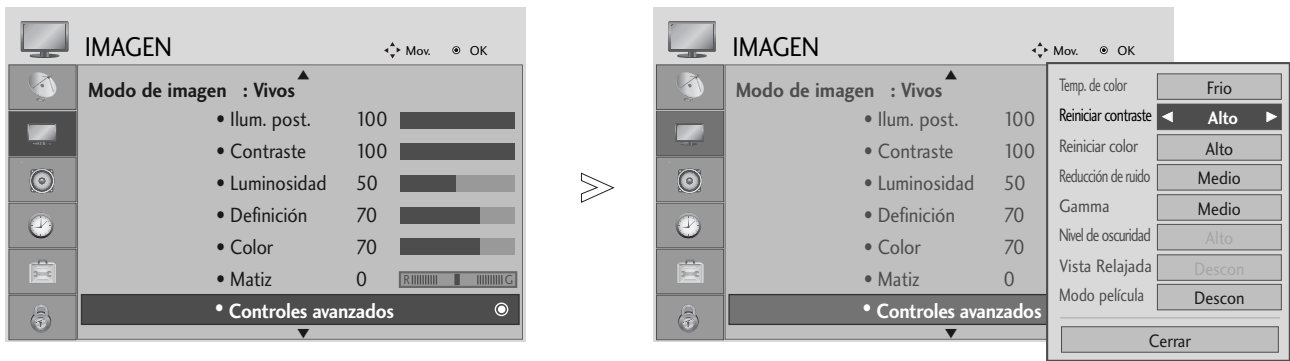 IMAGEN
Mov. OK
Modo de imagen : Vivos
• Ilum. post. 100
• Contraste 100
• Luminosidad 50
• Definición 70
• Color 70
• Matiz 0 R G
• Controles avanzados
IMAGEN
Mov. OK
Modo de imagen : Vivos
• Ilum. post. 100
• Contraste 100
• Luminosidad 50
• Definición 70
• Color 70
• Matiz 0
• Controles avanzados
Temp. de color Frio
Reiniciar contraste Alto
Reiniciar color Alto
Reducción de ruido Medio
Gamma Medio
Nivel de oscuridad Alto
Vista Relajada Descon
Modo película Descon
Cerrar